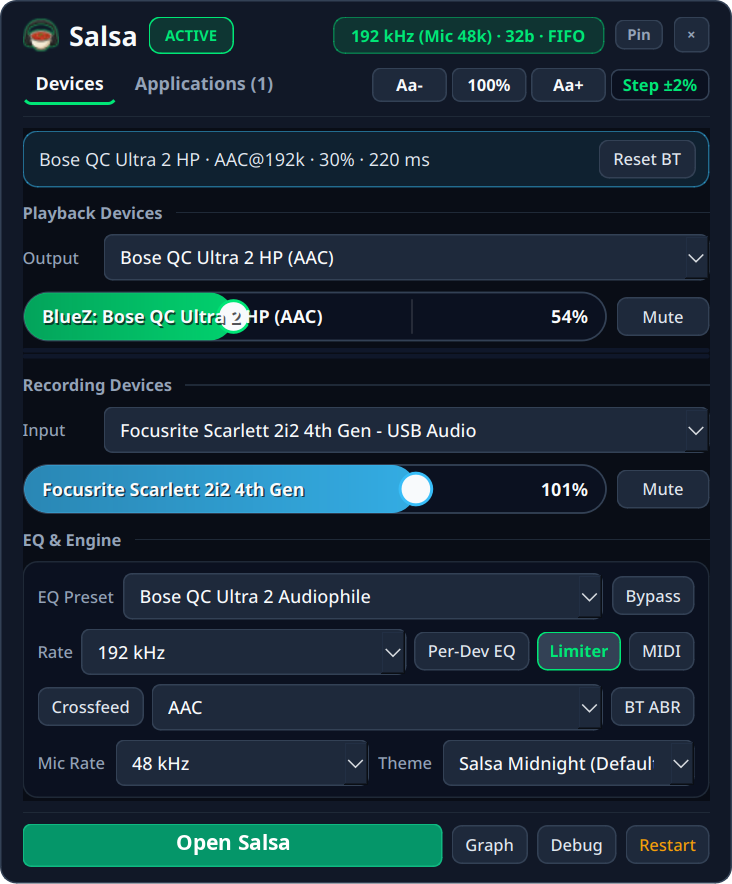 Salsa ACTIVE 192 kHz (Mic 48k) · 32b · FIFO Pin ×
Devices Applications (1) Aa- 100% Aa+ Step ±2%
Bose QC Ultra 2 HP · AAC@192k · 30% · 220 ms Reset BT
Playback Devices
Output Bose QC Ultra 2 HP (AAC)
BlueZ: Bose QC Ultra 2 HP (AAC) 54% Mute
Recording Devices
Input Focusrite Scarlett 2i2 4th Gen - USB Audio
Focusrite Scarlett 2i2 4th Gen 101% Mute
EQ & Engine
EQ Preset Bose QC Ultra 2 Audiophile Bypass
Rate 192 kHz Per-Dev EQ Limiter MIDI
Crossfeed AAC BT ABR
Mic Rate 48 kHz Theme Salsa Midnight (Defaul
Open Salsa Graph Debug Restart